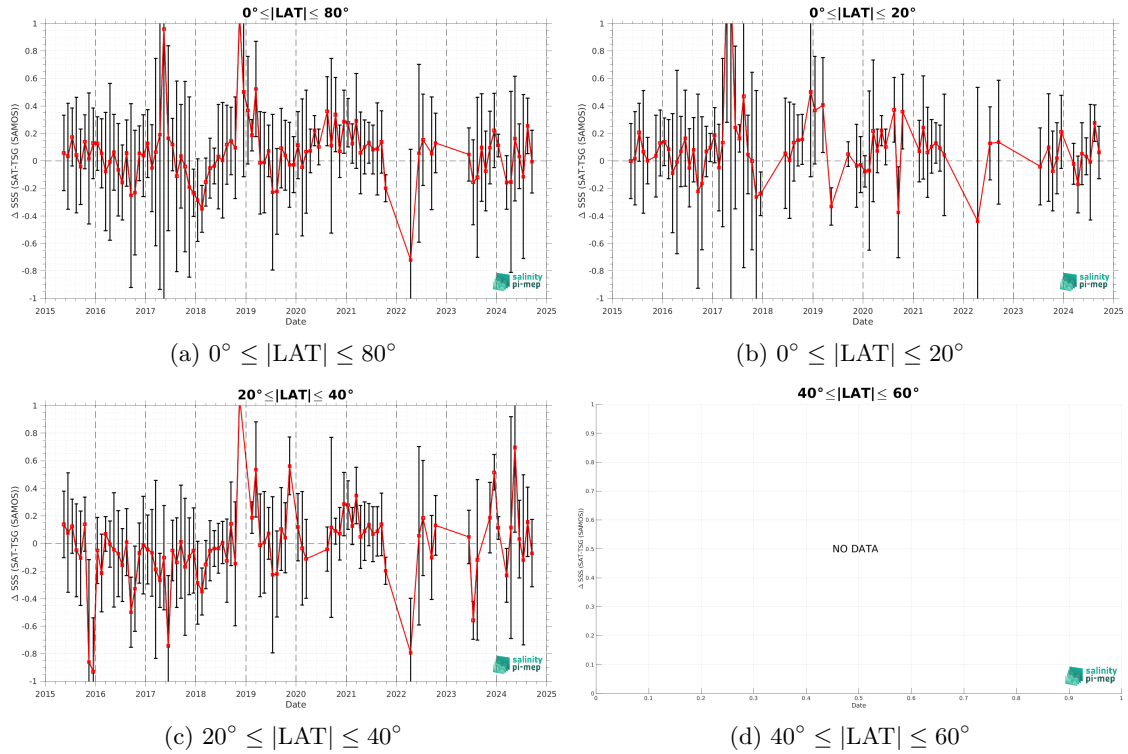 0°≤|LAT|≤ 80°
Δ SSS (SAT-TSG (SAMOS))
1
0.8
0.6
0.4
0.2
0
-0.2
-0.4
-0.6
-0.8
-1
2015 2016 2017 2018 2019 2020 2021 2022 2023 2024 2025
Date
salinity
pi-mep
(a) 0° ≤ |LAT| ≤ 80°
0°≤|LAT|≤ 20°
Δ SSS (SAT-TSG (SAMOS))
1
0.8
0.6
0.4
0.2
0
-0.2
-0.4
-0.6
-0.8
-1
2015 2016 2017 2018 2019 2020 2021 2022 2023 2024 2025
Date
salinity
pi-mep
(b) 0° ≤ |LAT| ≤ 20°
20°≤|LAT|≤ 40°
Δ SSS (SAT-TSG (SAMOS))
1
0.8
0.6
0.4
0.2
0
-0.2
-0.4
-0.6
-0.8
-1
2015 2016 2017 2018 2019 2020 2021 2022 2023 2024 2025
Date
salinity
pi-mep
(c) 20° ≤ |LAT| ≤ 40°
40°≤|LAT|≤ 60°
Δ SSS (SAT-TSG (SAMOS))
1
0.9
0.8
0.7
0.6
0.5
0.4
0.3
0.2
0.1
0
NO DATA
0 0.1 0.2 0.3 0.4 0.5 0.6 0.7 0.8 0.9 1
Date
salinity
pi-mep
(d) 40° ≤ |LAT| ≤ 60°